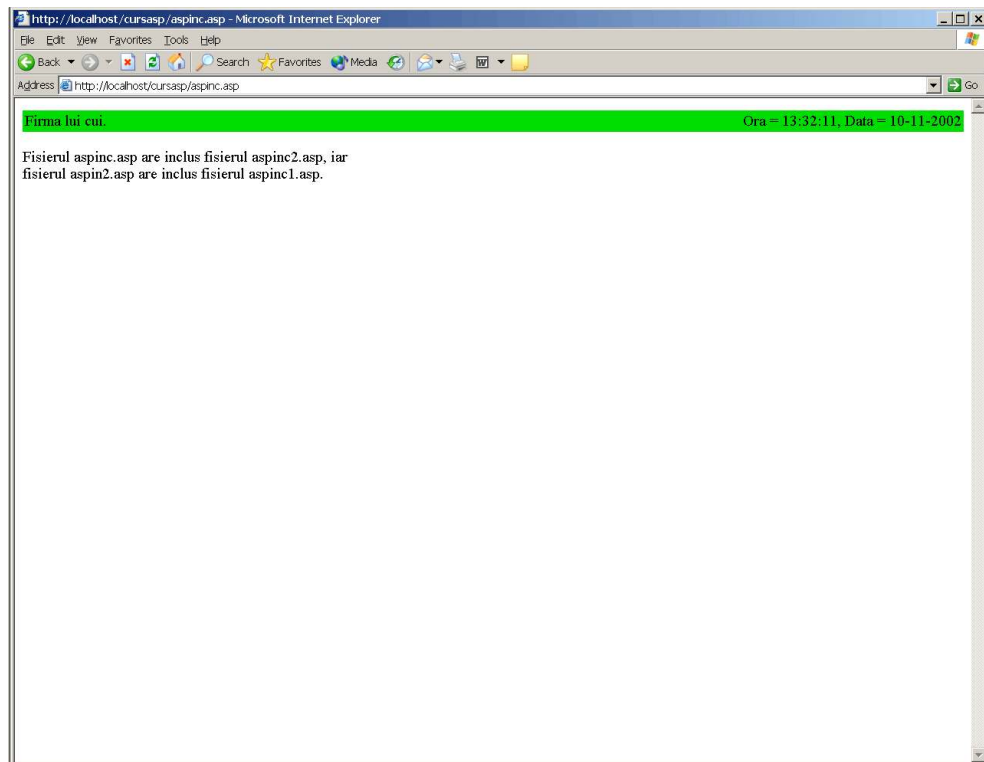 http://localhost/cursasp/aspinc.asp - Microsoft Internet Explorer
File Edit View Favorites Tools Help
Back Search Favorites Media
Address http://localhost/cursasp/aspinc.asp Go
Firma lui cui. Ora = 13:32:11, Data = 10-11-2002
Fisierul aspinc.asp are inclus fisierul aspinc2.asp, iar
fisierul aspin2.asp are inclus fisierul aspinc1.asp.